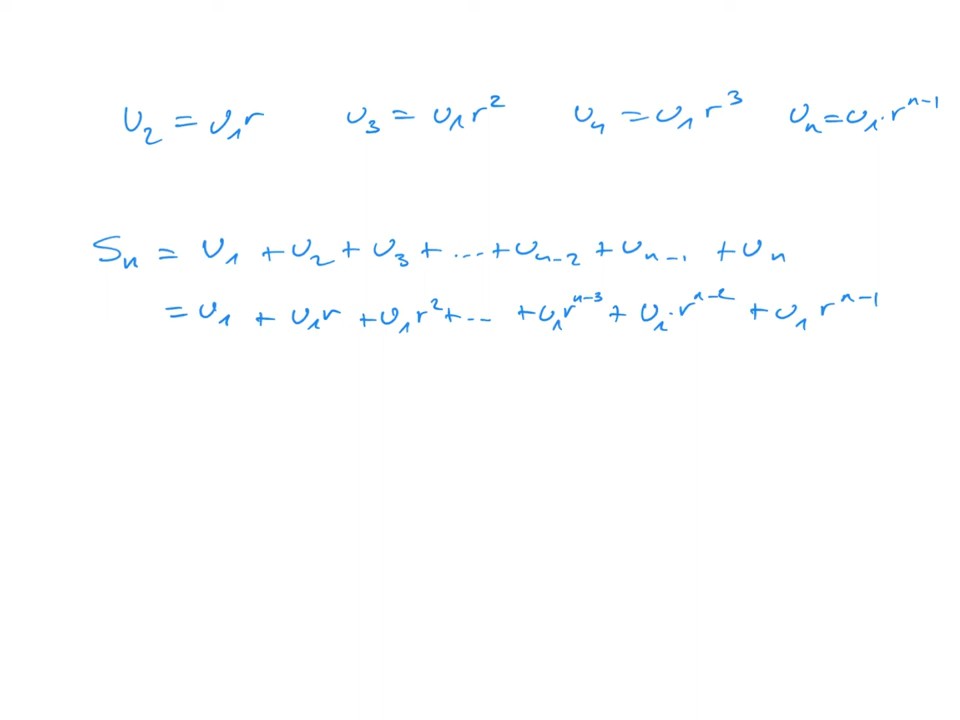 U₂ = U₁r U₃ = U₁r² U₄ = U₁r³ Uₙ = U₁·rⁿ⁻¹
Sₙ = U₁ + U₂ + U₃ + ... + Uₙ₋₂ + Uₙ₋₁ + Uₙ
= U₁ + U₁r + U₁r² + ... + U₁rⁿ⁻³ + U₁·rⁿ⁻² + U₁rⁿ⁻¹